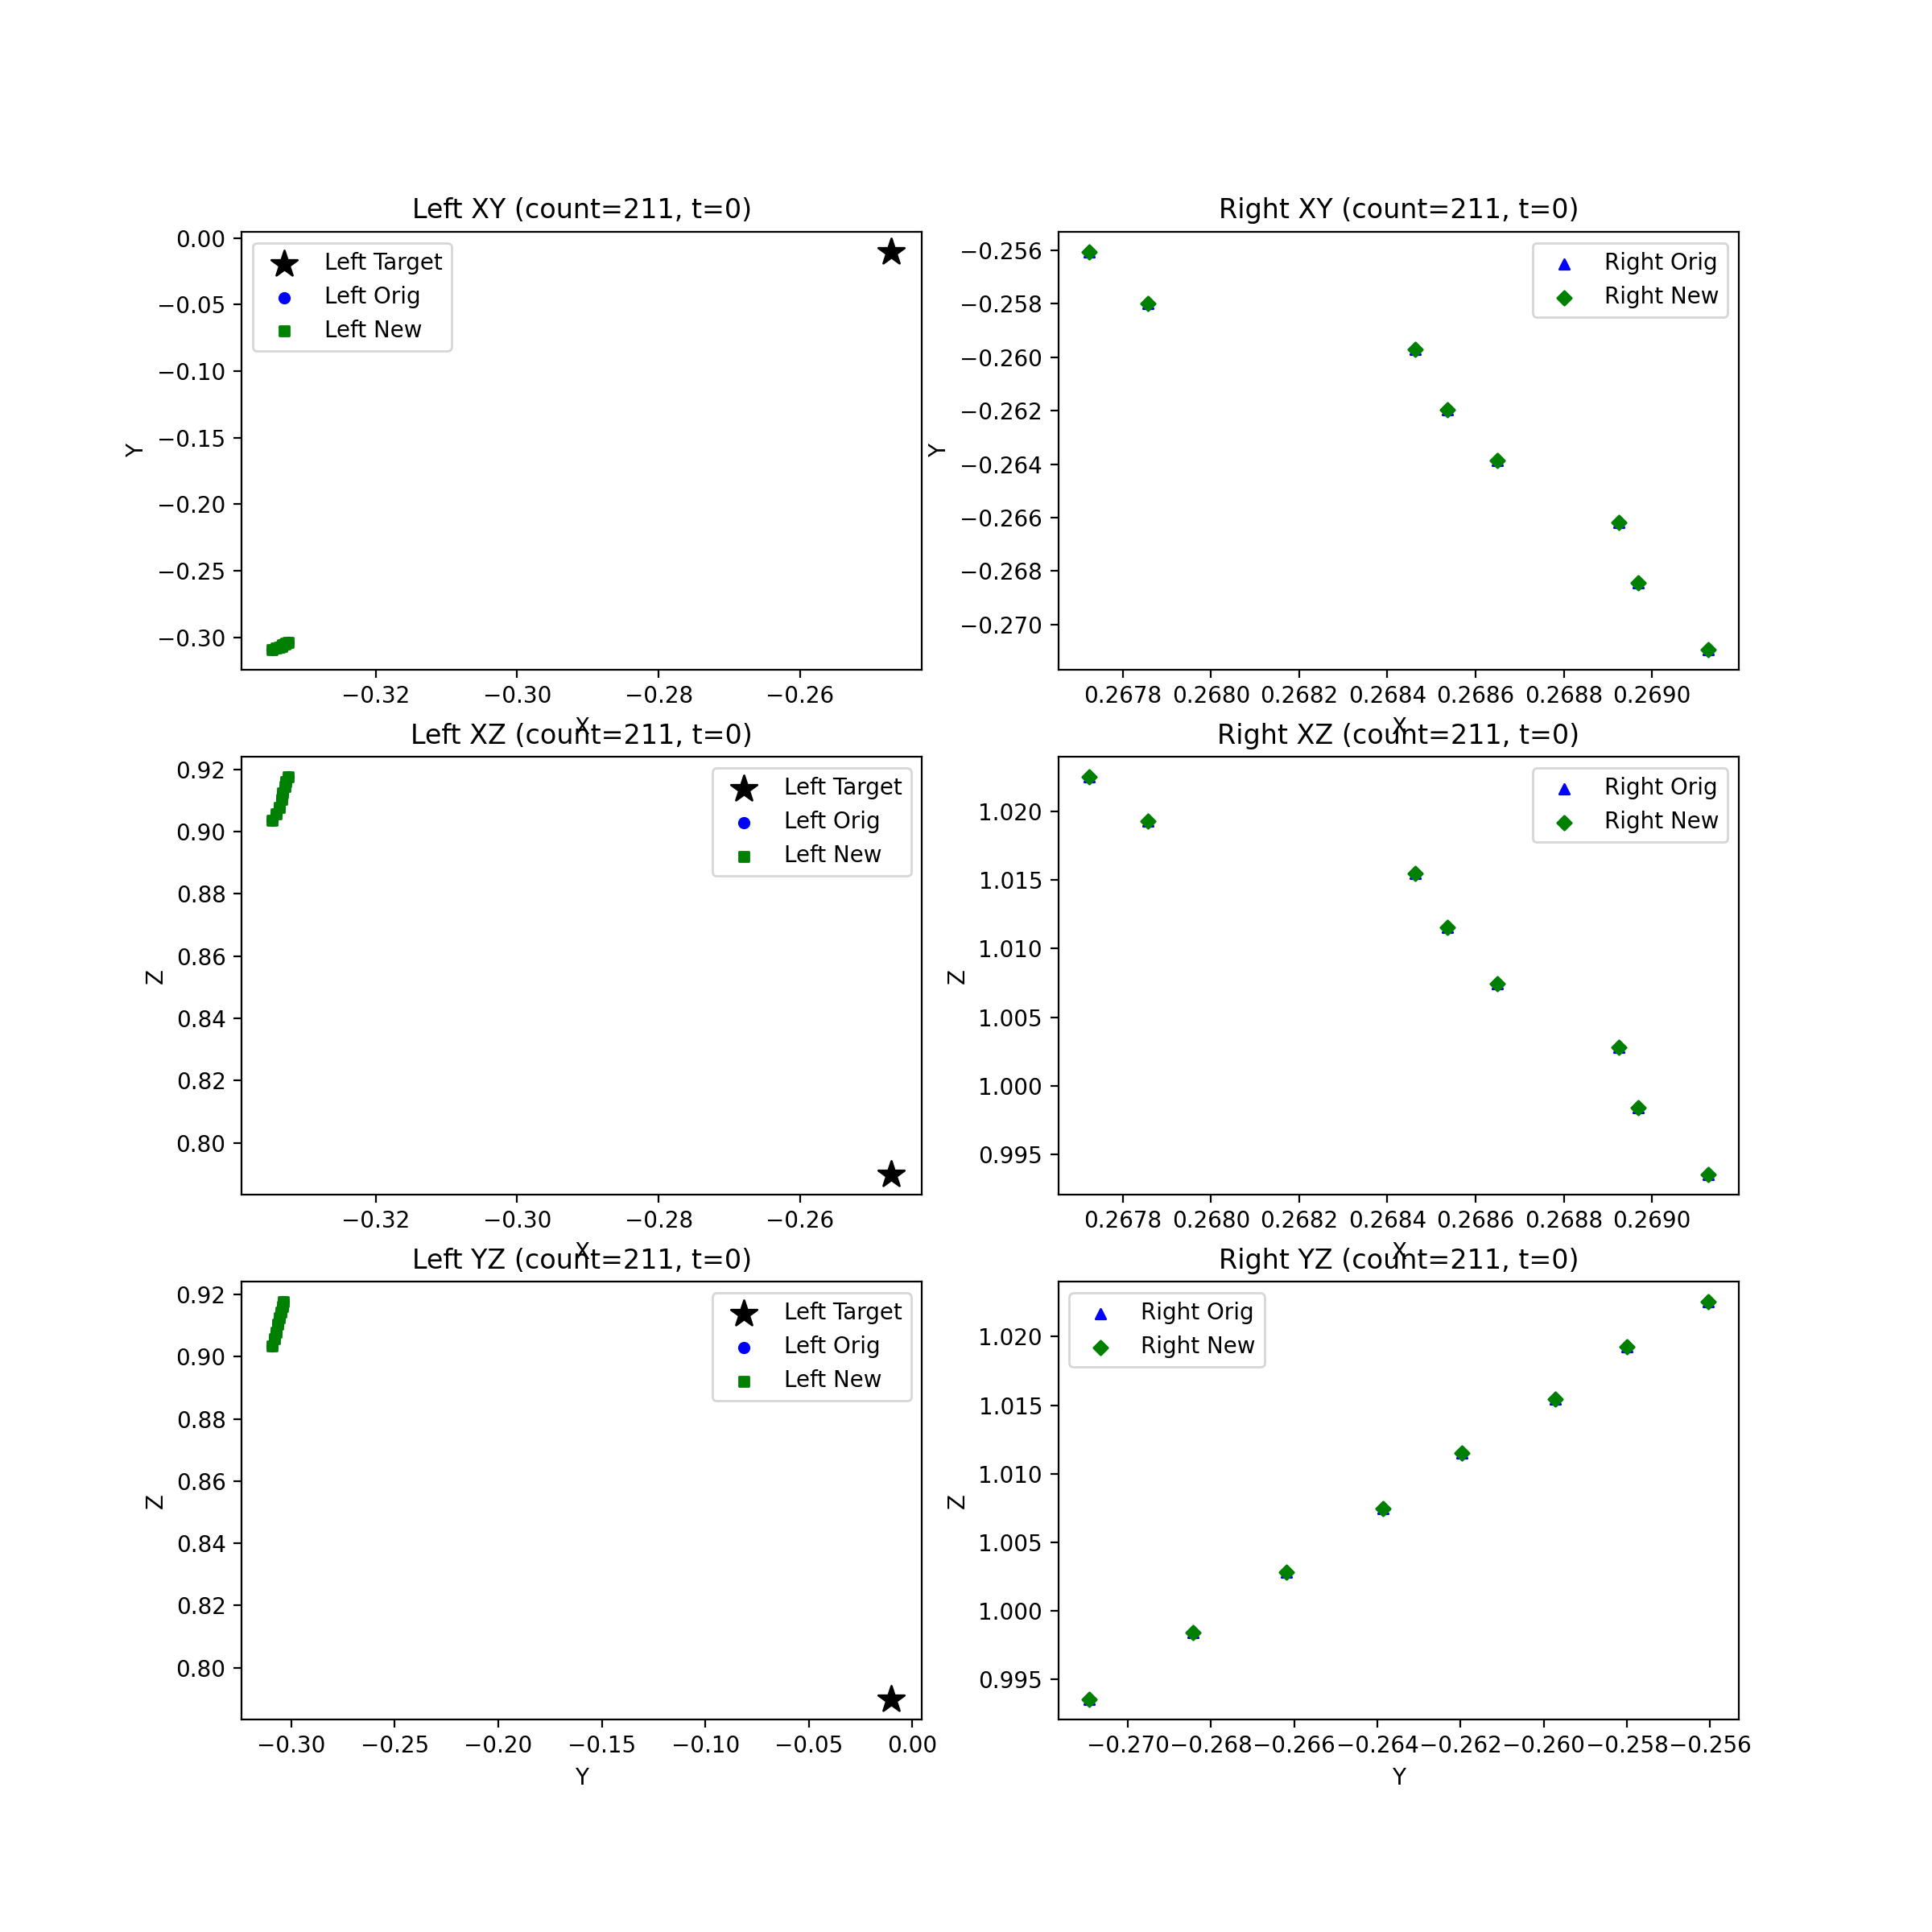 Left XY (count=211, t=0)
Left Target
Left Orig
Left New
0.00
−0.05
−0.10
−0.15
−0.20
−0.25
−0.30
Y
−0.32 −0.30 −0.28 −0.26
X
Right XY (count=211, t=0)
Right Orig
Right New
−0.256
−0.258
−0.260
−0.262
−0.264
−0.266
−0.268
−0.270
Y
0.2678 0.2680 0.2682 0.2684 0.2686 0.2688 0.2690
X
Left XZ (count=211, t=0)
Left Target
Left Orig
Left New
0.92
0.90
0.88
0.86
0.84
0.82
0.80
Z
−0.32 −0.30 −0.28 −0.26
X
Right XZ (count=211, t=0)
Right Orig
Right New
1.020
1.015
1.010
1.005
1.000
0.995
Z
0.2678 0.2680 0.2682 0.2684 0.2686 0.2688 0.2690
X
Left YZ (count=211, t=0)
Left Target
Left Orig
Left New
0.92
0.90
0.88
0.86
0.84
0.82
0.80
Z
−0.30 −0.25 −0.20 −0.15 −0.10 −0.05 0.00
Y
Right YZ (count=211, t=0)
Right Orig
Right New
1.020
1.015
1.010
1.005
1.000
0.995
Z
−0.270 −0.268 −0.266 −0.264 −0.262 −0.260 −0.258 −0.256
Y